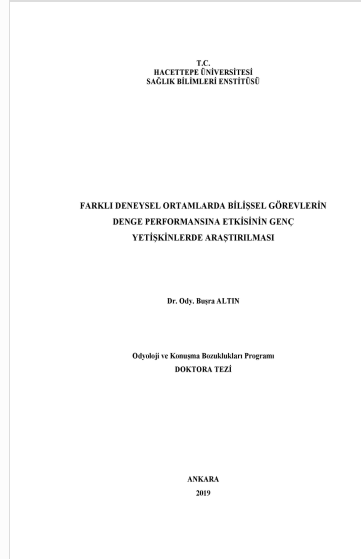 T.C.
HACETTEPE ÜNİVERSİTESİ
SAĞLIK BİLİMLERİ ENSTİTÜSÜ
FARKLI DENEYSEL ORTAMLARDA BİLİŞSEL GÖREVLERİN
DENGE PERFORMANSINA ETKİSİNİN GENÇ
YETİŞKİNLERDE ARAŞTIRILMASI
Dr. Ody. Buşra ALTIN
Odyoloji ve Konuşma Bozuklukları Programı
DOKTORA TEZİ
ANKARA
2019